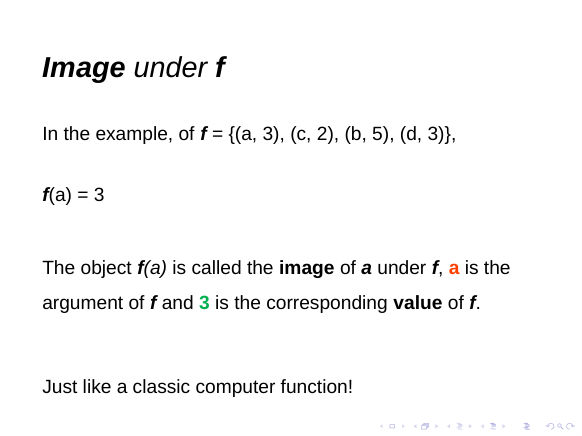 Image under f
In the example, of f = {(a, 3), (c, 2), (b, 5), (d, 3)},
f(a) = 3
The object f(a) is called the image of a under f, a is the
argument of f and 3 is the corresponding value of f.
Just like a classic computer function!